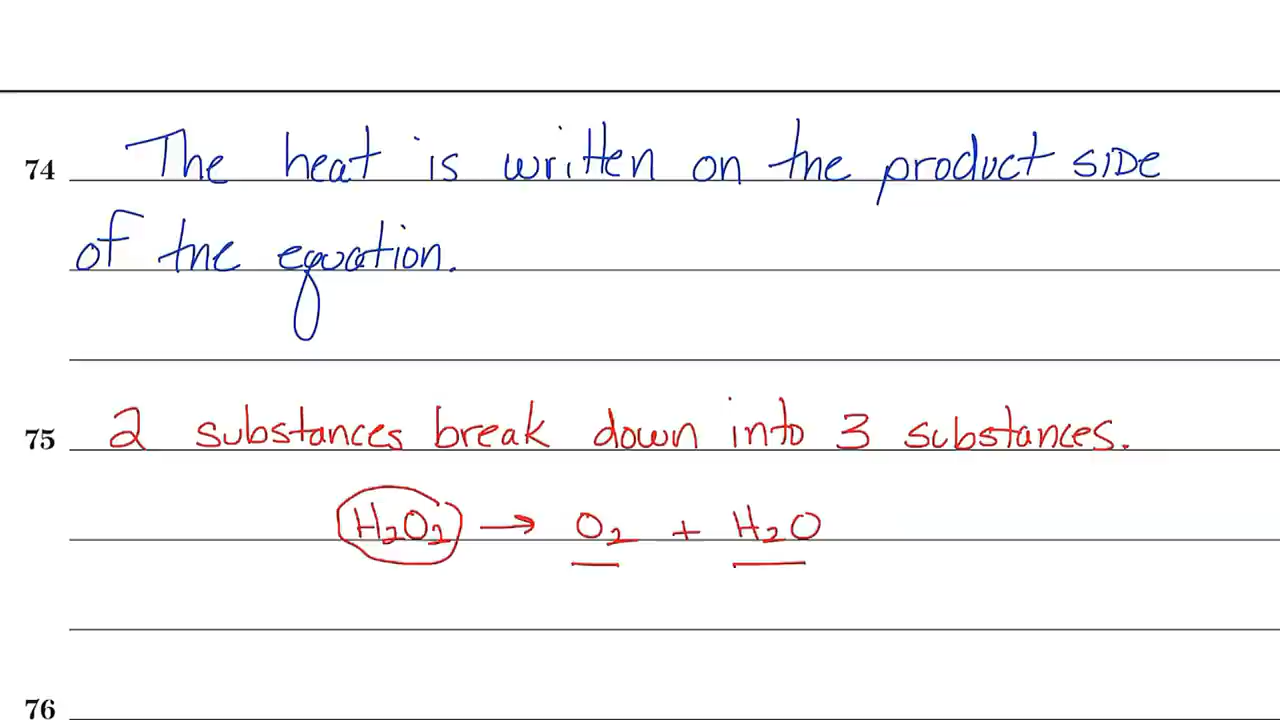 74 The heat is written on the product SIDE
of the equation.
75 2 substances break down into 3 substances.
H₂O₂ → O₂ + H₂O
76